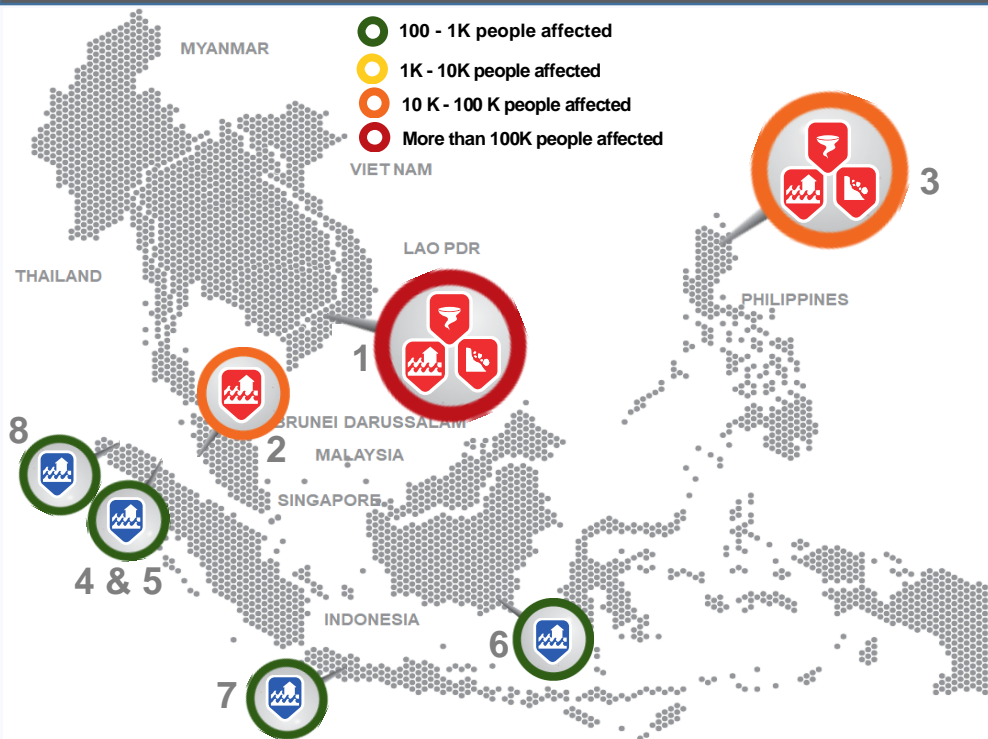 100 - 1K people affected
MYANMAR
1K - 10K people affected
10 K - 100 K people affected
More than 100K people affected
VIET NAM
3
LAO PDR
THAILAND
PHILIPPINES
1
BRUNEI DARUSSALAM
8
2
MALAYSIA
SINGAPORE
4 & 5
INDONESIA
6
7